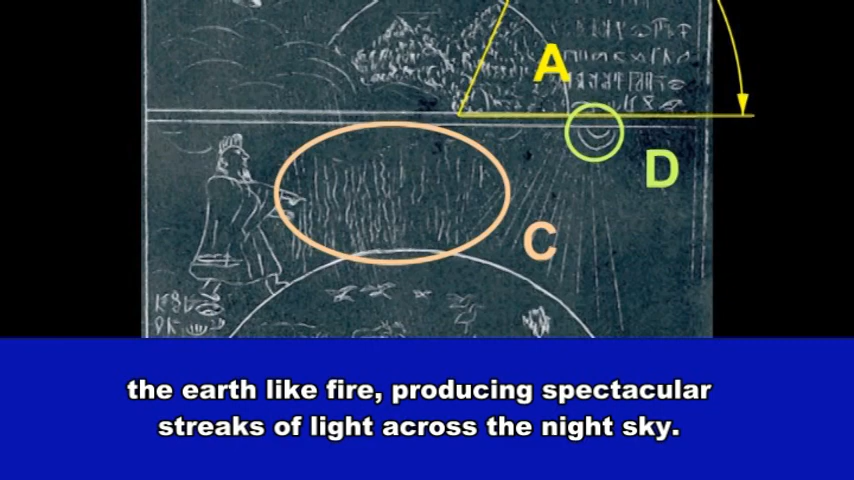 A
D
C
the earth like fire, producing spectacular
streaks of light across the night sky.